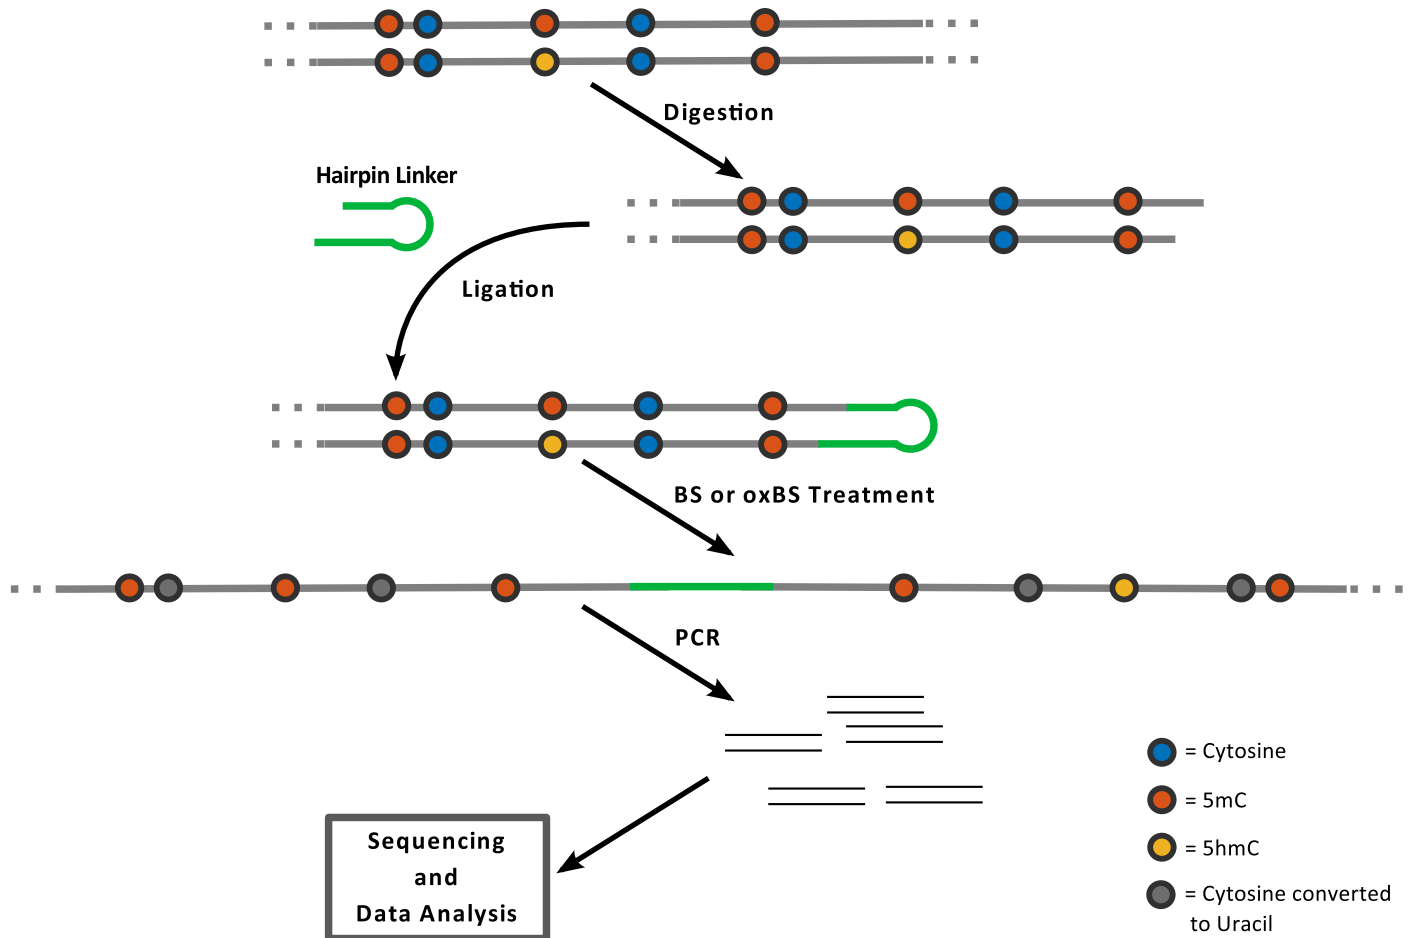 Digestion
Hairpin Linker
Ligation
BS or oxBS Treatment
PCR
= Cytosine
= 5mC
= 5hmC
= Cytosine converted
to Uracil
Sequencing
and
Data Analysis